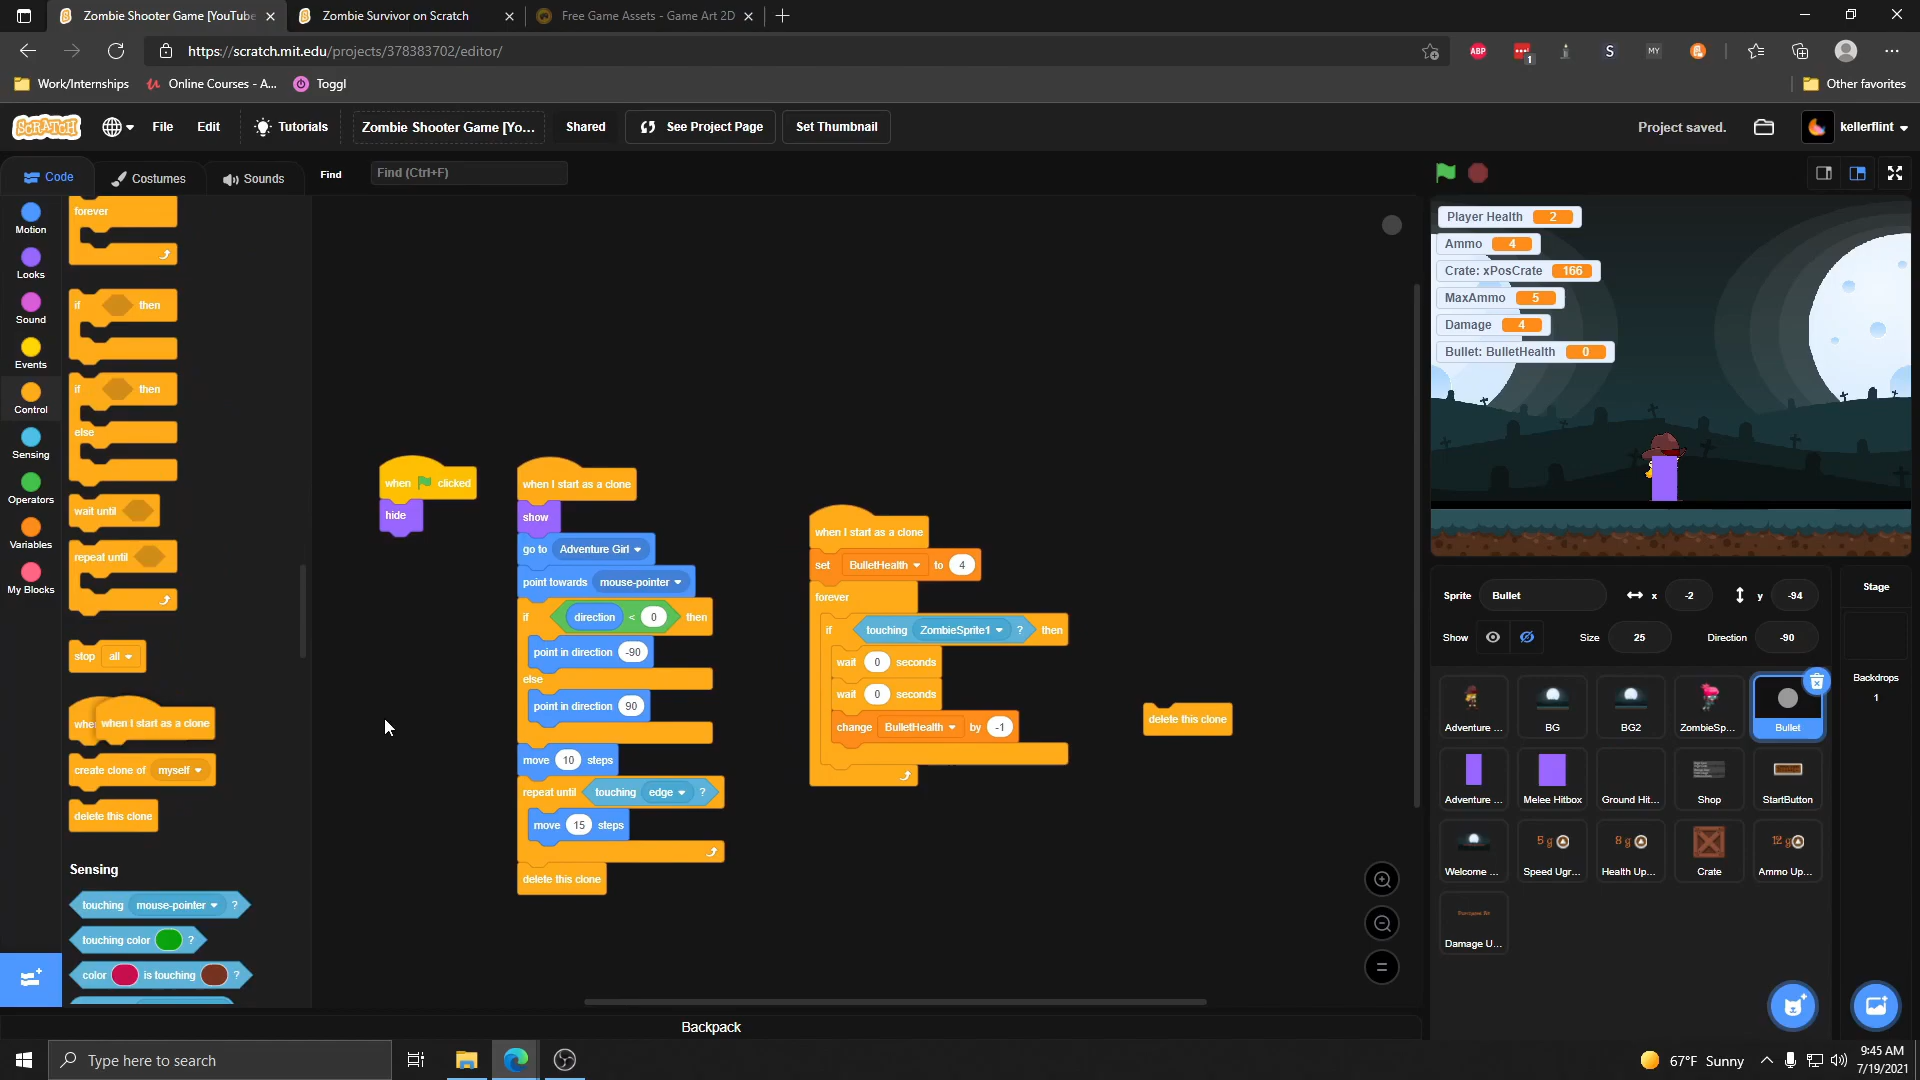 Zombie Shooter Game [YouTube
Zombie Survivor on Scratch
Free Game Assets - Game Art 2D
https://scratch.mit.edu/projects/378383702/editor/
ABP
1
S
MY
Work/Internships
Online Courses - A...
Toggl
Other favorites
SCRATCH
File
Edit
Tutorials
Zombie Shooter Game [Yo...
Shared
See Project Page
Set Thumbnail
Project saved.
kellerflint
Code
Costumes
Sounds
Find
Find (Ctrl+F)
Motion
Looks
Sound
Events
Control
Sensing
Operators
Variables
My Blocks
forever
if then
if then
else
wait until
repeat until
stop all
when I start as a clone
create clone of myself
delete this clone
Sensing
touching mouse-pointer ?
touching color ?
color is touching ?
when clicked
hide
when I start as a clone
show
go to Adventure Girl
point towards mouse-pointer
if direction < 0 then
point in direction -90
else
point in direction 90
move 10 steps
repeat until touching edge ?
move 15 steps
delete this clone
when I start as a clone
set BulletHealth to 4
forever
if touching ZombieSprite1 ? then
wait 0 seconds
wait 0 seconds
change BulletHealth by -1
delete this clone
Backpack
Player Health 2
Ammo 4
Crate: xPosCrate 166
MaxAmmo 5
Damage 4
Bullet: BulletHealth 0
Sprite Bullet x -2 y -94
Show Size 25 Direction -90
Stage
Backdrops
1
Adventure ...
BG
BG2
ZombieSp...
Bullet
Adventure ...
Melee Hitbox
Ground Hit...
Shop
StartButton
Welcome ...
5 g
Speed Ugr...
8 g
Health Up...
Crate
12 g
Ammo Up...
Damage U...
Type here to search
67°F Sunny
9:45 AM
7/19/2021